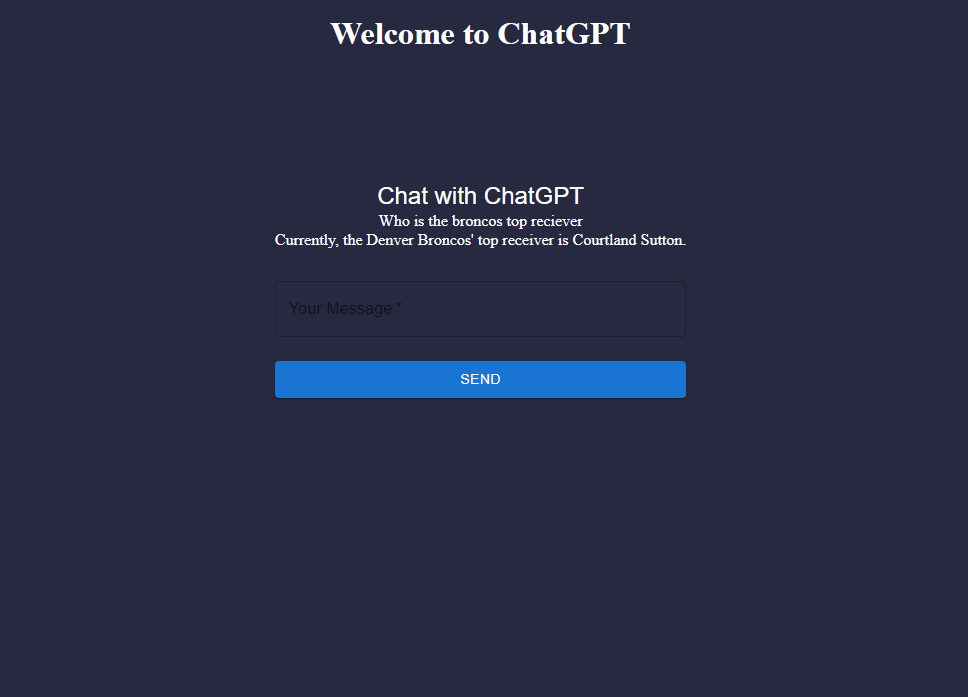 Welcome to ChatGPT
Chat with ChatGPT
Who is the broncos top reciever
Currently, the Denver Broncos' top receiver is Courtland Sutton.
Your Message *
SEND